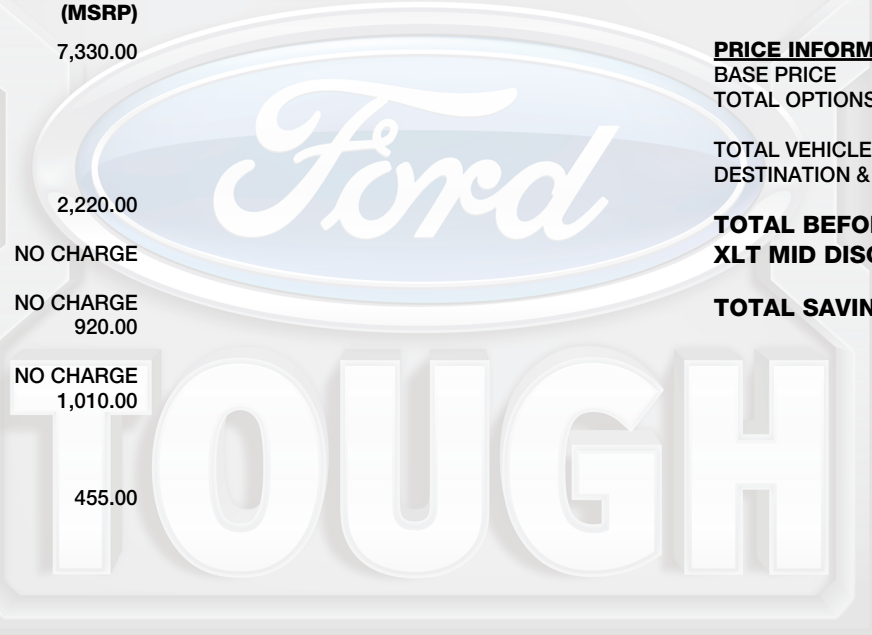 (MSRP)
7,330.00
2,220.00
NO CHARGE
NO CHARGE
920.00
NO CHARGE
1,010.00
455.00
PRICE INFORM
BASE PRICE
TOTAL OPTIONS
TOTAL VEHICLE
DESTINATION &
TOTAL BEFO
XLT MID DISC
TOTAL SAVIN
Ford
TOUGH